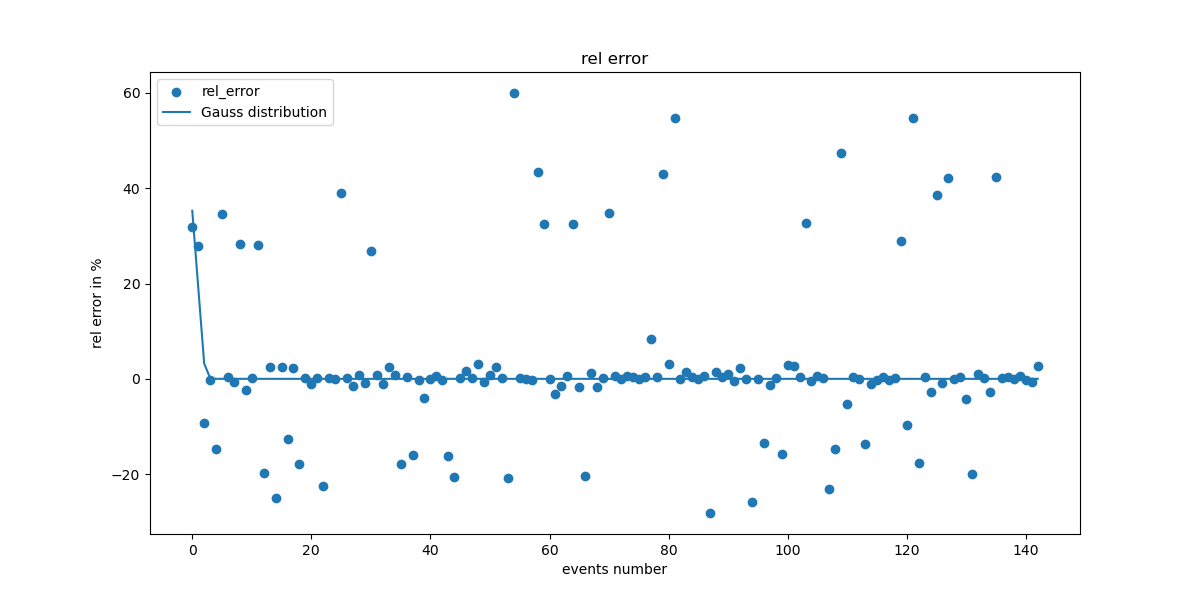 rel error
rel_error
Gauss distribution
rel error in %
60
40
20
0
−20
0 20 40 60 80 100 120 140
events number